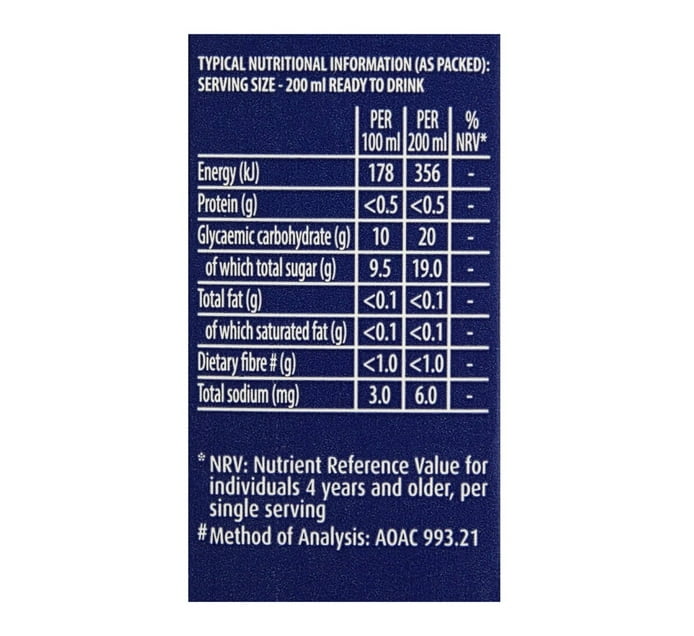 TYPICAL NUTRITIONAL INFORMATION (AS PACKED):
SERVING SIZE - 200 ml READY TO DRINK
PER 100 ml PER 200 ml % NRV*
Energy (kJ) 178 356 -
Protein (g) <0.5 <0.5 -
Glycaemic carbohydrate (g) 10 20 -
of which total sugar (g) 9.5 19.0 -
Total fat (g) <0.1 <0.1 -
of which saturated fat (g) <0.1 <0.1 -
Dietary fibre # (g) <1.0 <1.0 -
Total sodium (mg) 3.0 6.0 -
* NRV: Nutrient Reference Value for
individuals 4 years and older, per
single serving
# Method of Analysis: AOAC 993.21